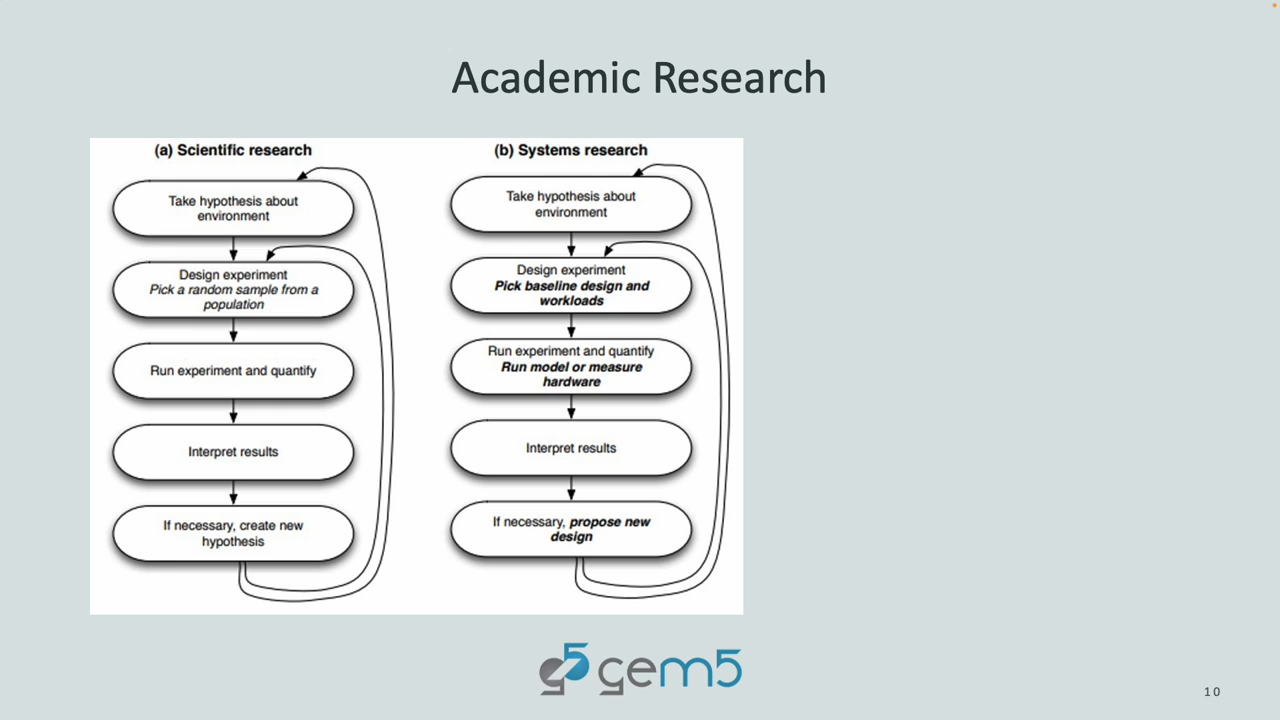 Academic Research
(a) Scientific research
Take hypothesis about
environment
Design experiment
Pick a random sample from a
population
Run experiment and quantify
Interpret results
If necessary, create new
hypothesis
(b) Systems research
Take hypothesis about
environment
Design experiment
Pick baseline design and
workloads
Run experiment and quantify
Run model or measure
hardware
Interpret results
If necessary, propose new
design
g5 gem5
10